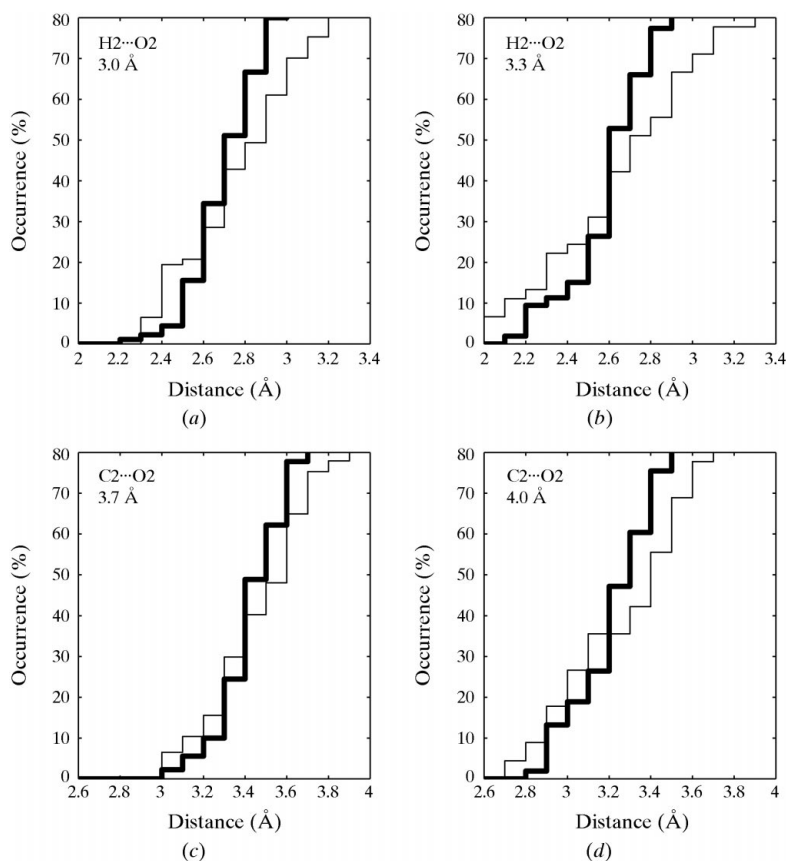 80
70
60
50
40
30
20
10
0
Occurrence (%)
H2···O2
3.0 Å
2 2.2 2.4 2.6 2.8 3 3.2 3.4
Distance (Å)
(a)
80
70
60
50
40
30
20
10
0
Occurrence (%)
H2···O2
3.3 Å
2 2.2 2.4 2.6 2.8 3 3.2 3.4
Distance (Å)
(b)
80
70
60
50
40
30
20
10
0
Occurrence (%)
C2···O2
3.7 Å
2.6 2.8 3 3.2 3.4 3.6 3.8 4
Distance (Å)
(c)
80
70
60
50
40
30
20
10
0
Occurrence (%)
C2···O2
4.0 Å
2.6 2.8 3 3.2 3.4 3.6 3.8 4
Distance (Å)
(d)